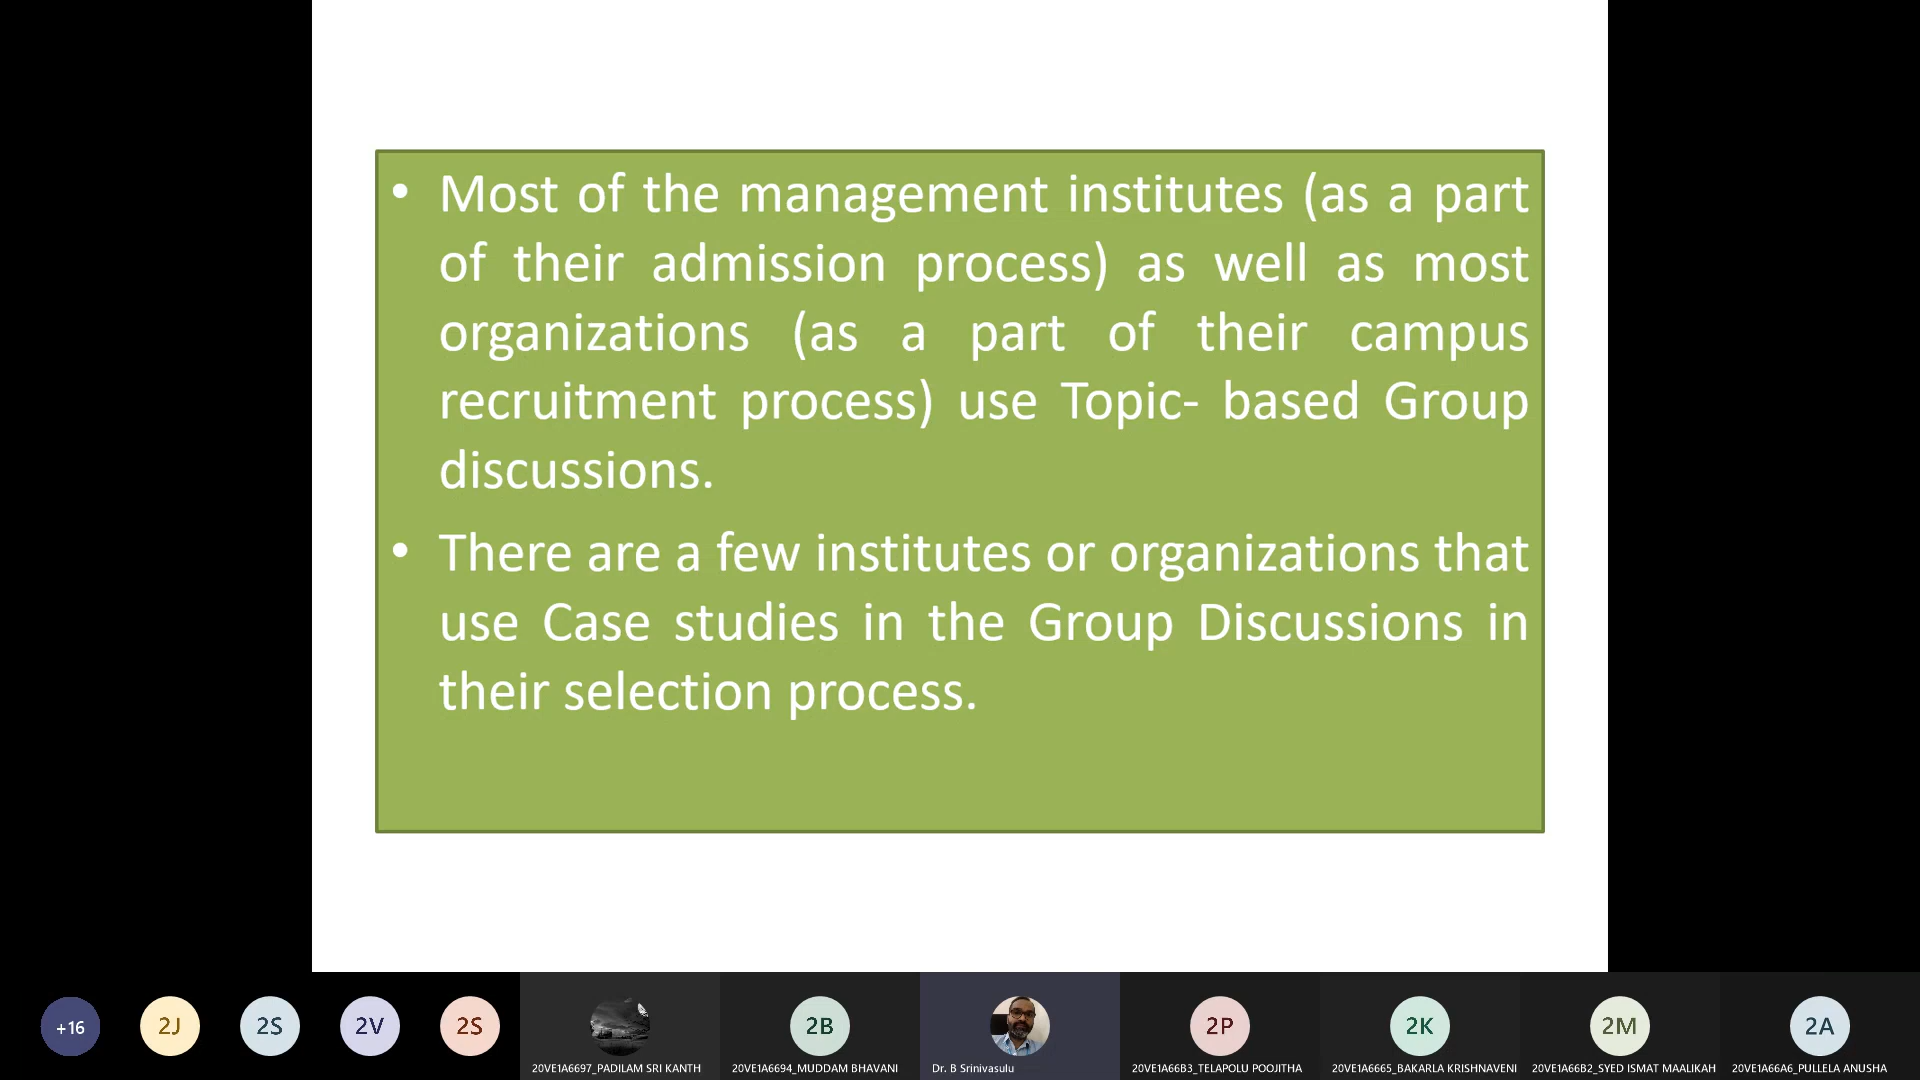 • Most of the management institutes (as a part
of their admission process) as well as most
organizations (as a part of their campus
recruitment process) use Topic- based Group
discussions.
• There are a few institutes or organizations that
use Case studies in the Group Discussions in
their selection process.
+16
2J
2S
2V
2S
2B
2P
2K
2M
2A
20VE1A6697_PADILAM SRI KANTH
20VE1A6694_MUDDAM BHAVANI
Dr. B Srinivasulu
20VE1A66B3_TELAPOLU POOJITHA
20VE1A6665_BAKARLA KRISHNAVENI
20VE1A66B2_SYED ISMAT MAALIKAH
20VE1A66A6_PULLELA ANUSHA